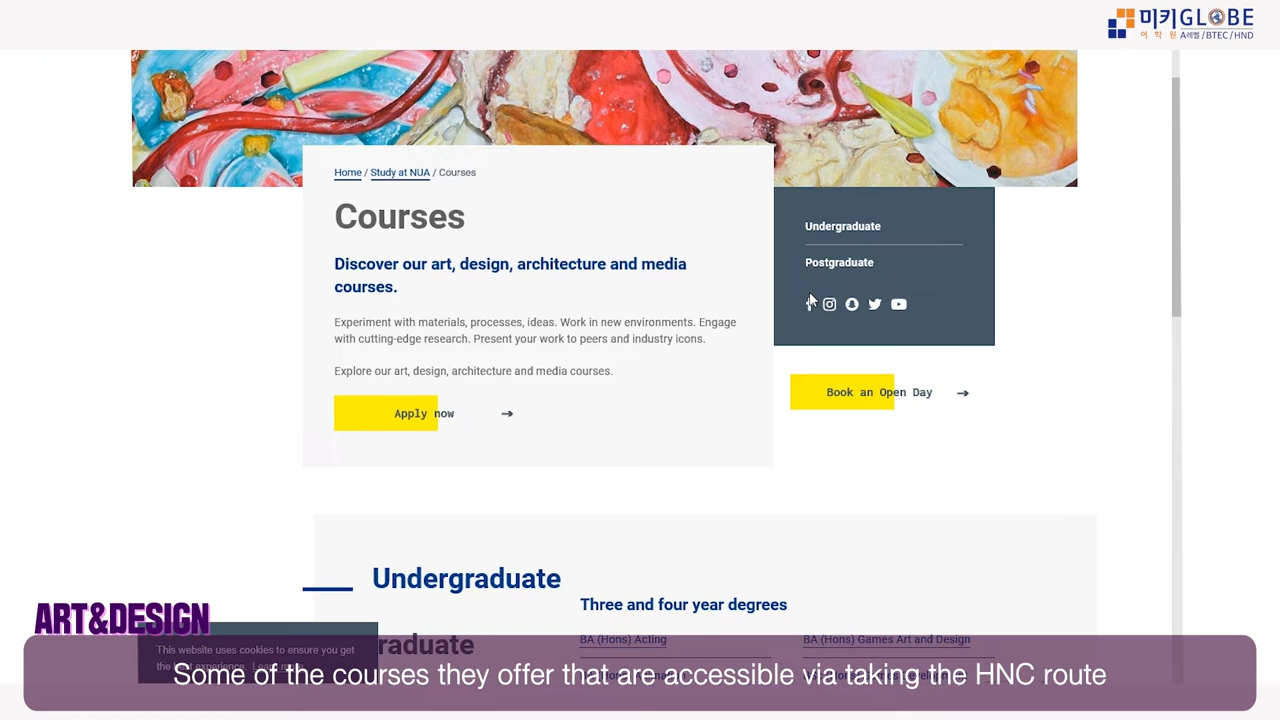 미키GLOBE
어학원 A레벨/BTEC/HND
Home / Study at NUA / Courses
Courses
Discover our art, design, architecture and media
courses.
Experiment with materials, processes, ideas. Work in new environments. Engage
with cutting-edge research. Present your work to peers and industry icons.
Explore our art, design, architecture and media courses.
Apply now →
Undergraduate
Postgraduate
Book an Open Day →
Undergraduate
Three and four year degrees
BA (Hons) Acting
BA (Hons) Games Art and Design
raduate
ART&DESIGN
This website uses cookies to ensure you get
Some of the courses they offer that are accessible via taking the HNC route